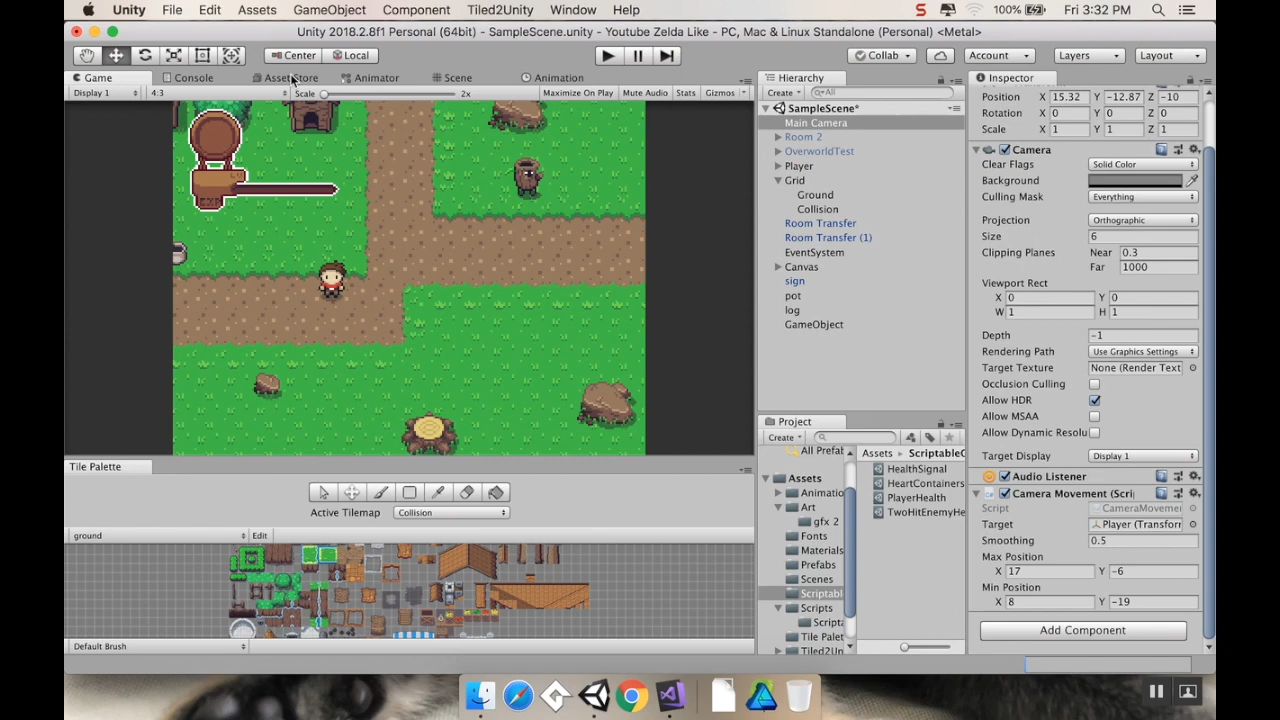 Unity File Edit Assets GameObject Component Tiled2Unity Window Help 100% Fri 3:32 PM
Unity 2018.2.8f1 Personal (64bit) - SampleScene.unity - Youtube Zelda Like - PC, Mac & Linux Standalone (Personal) <Metal>
Center Local Collab Account Layers Layout
Game Console Asset Store Animator Scene Animation
Display 1 4:3 Scale 2x Maximize On Play Mute Audio Stats Gizmos
EXP
Tile Palette
Active Tilemap Collision
ground Edit
Default Brush
Hierarchy
Create All
SampleScene*
Main Camera
Room 2
OverworldTest
Player
Grid
Ground
Collision
Room Transfer
Room Transfer (1)
EventSystem
Canvas
sign
pot
log
GameObject
Project
Create
All Prefab
Assets
Animatio
Art
gfx 2
Fonts
Materials
Prefabs
Scenes
Scriptabl
Scripts
Scripta
Tile Palet
Tiled2Un
Assets ScriptableO
HealthSignal
HeartContainers
PlayerHealth
TwoHitEnemyHe
Inspector
Position X 15.32 Y -12.87 Z -10
Rotation X 0 Y 0 Z 0
Scale X 1 Y 1 Z 1
Camera
Clear Flags Solid Color
Background
Culling Mask Everything
Projection Orthographic
Size 6
Clipping Planes Near 0.3
Far 1000
Viewport Rect
X 0 Y 0
W 1 H 1
Depth -1
Rendering Path Use Graphics Settings
Target Texture None (Render Text
Occlusion Culling
Allow HDR
Allow MSAA
Allow Dynamic Resolu
Target Display Display 1
Audio Listener
Camera Movement (Scri
Script CameraMovemen
Target Player (Transform
Smoothing 0.5
Max Position
X 17 Y -6
Min Position
X 8 Y -19
Add Component